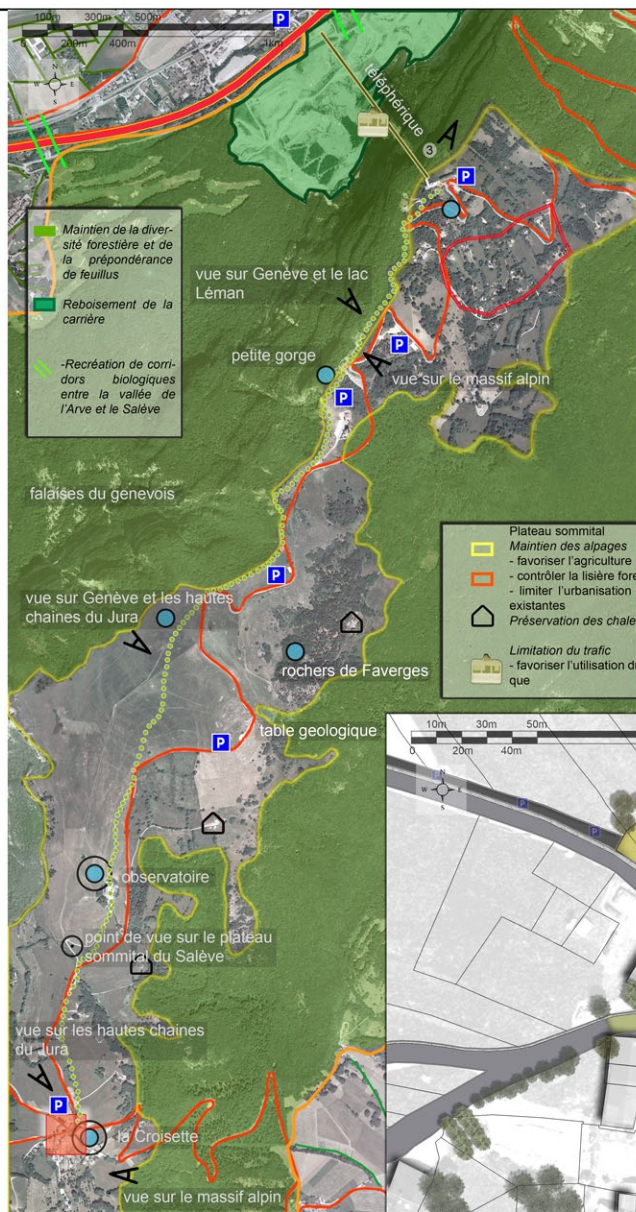 100m 300m
0 200m 400m 1km
N
W E
S
P
téléphérique
3
P
Maintien de la diver-
sité forestière et de
la prépondérance
de feuillus
Reboisement de la
carrière
-Recréation de corri-
dors biologiques
entre la vallée de
l'Arve et le Salève
vue sur Genève et le lac
Léman
petite gorge
P
vue sur le massif alpin
P
falaises du genevois
P
vue sur Genève et les hautes
chaines du Jura
rochers de Faverges
table geologique
P
Plateau sommital
Maintien des alpages
- favoriser l'agriculture
- contrôler la lisière fore
- limiter l'urbanisation
existantes
Préservation des chale
Limitation du trafic
- favoriser l'utilisation du
que
observatoire
point de vue sur le plateau
sommital du Salève
vue sur les hautes chaines
du Jura
P
la Croisette
vue sur le massif alpin
10m 30m 50m
0 20m 40m
N
W E
S
P
P
P